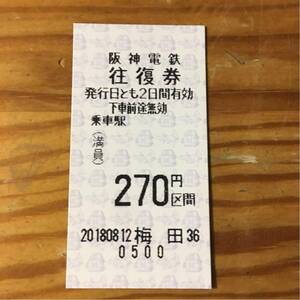 阪神電鉄
往復券
発行日とも2日間有効
下車前途無効
乗車駅
(満員)
270円区間
20180812梅田36
0500